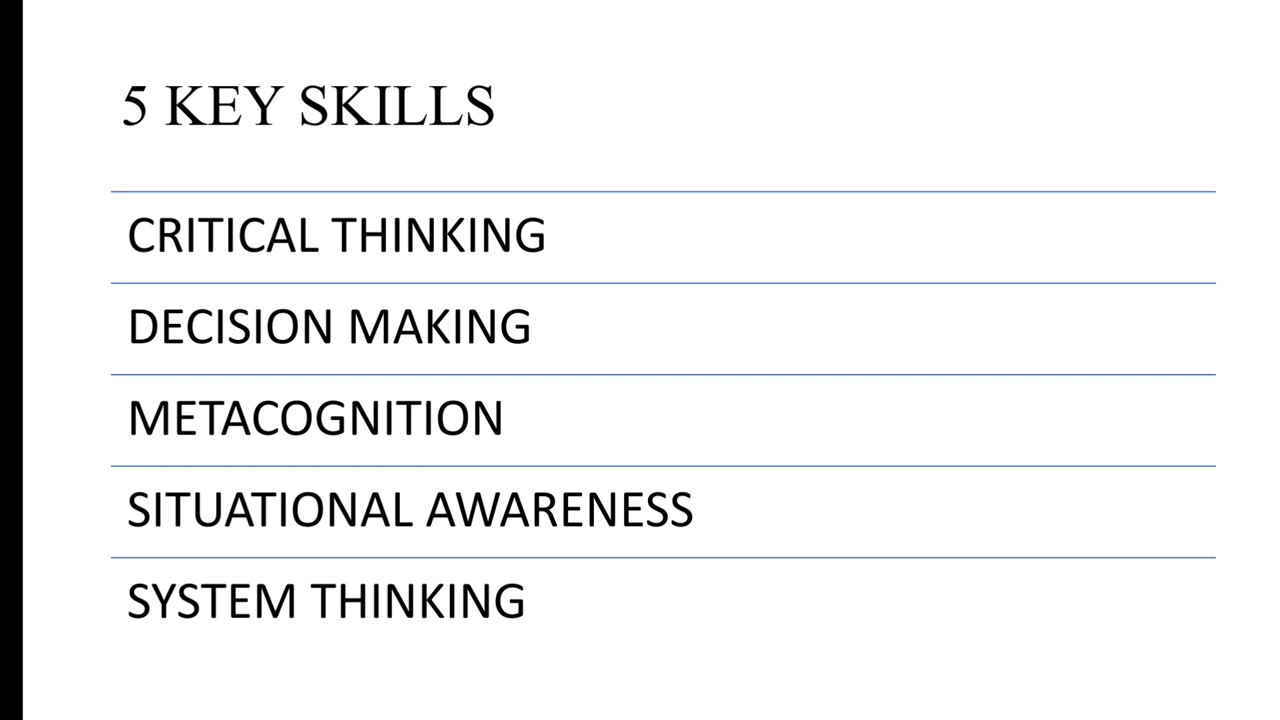 5 KEY SKILLS
CRITICAL THINKING
DECISION MAKING
METACOGNITION
SITUATIONAL AWARENESS
SYSTEM THINKING